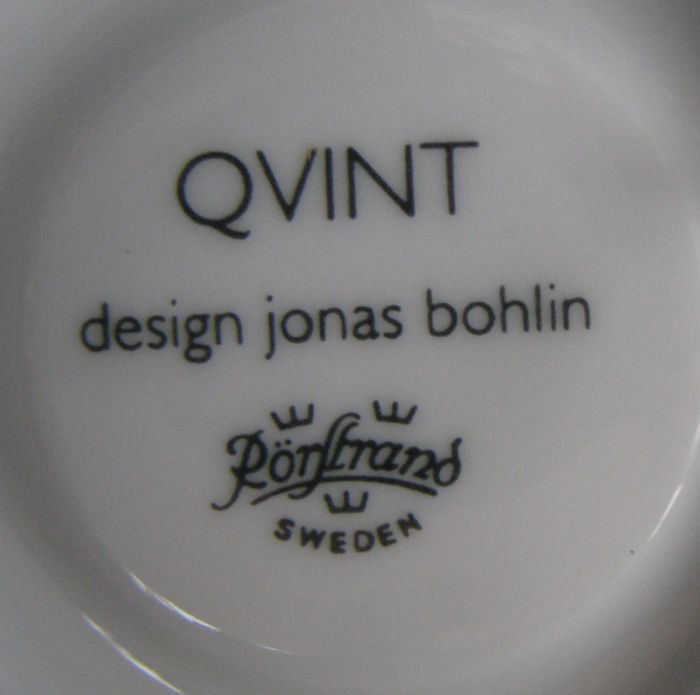 QVINT
design jonas bohlin
Rörstrand
SWEDEN